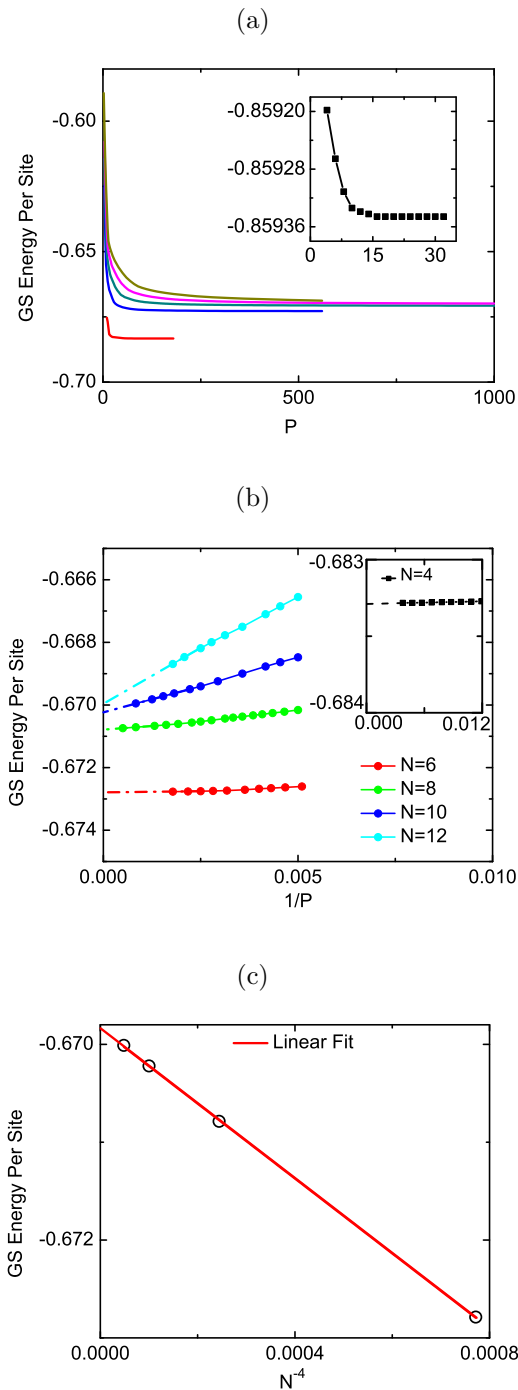 (a)
-0.60
-0.65
-0.70
GS Energy Per Site
0
500
1000
P
-0.85920
-0.85928
-0.85936
0
15
30
(b)
-0.666
-0.668
-0.670
-0.672
-0.674
GS Energy Per Site
0.000
0.005
0.010
1/P
-0.683
-0.684
N=4
0.000
0.012
N=6
N=8
N=10
N=12
(c)
-0.670
-0.672
GS Energy Per Site
Linear Fit
0.0000
0.0004
0.0008
N⁻⁴